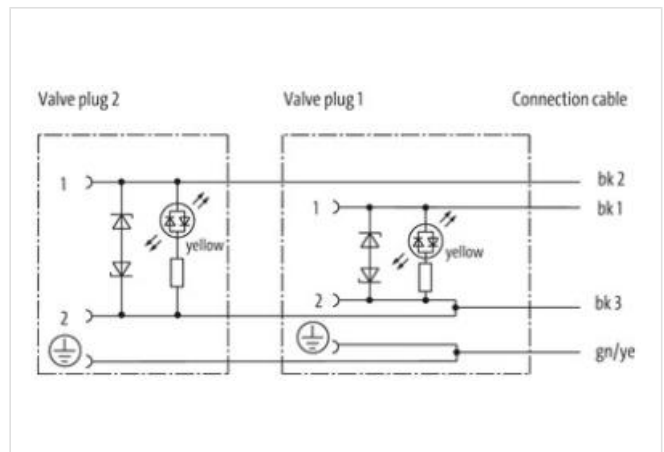 Valve plug 2 Valve plug 1 Connection cable
1 bk 2
1 bk 1
yellow yellow
2 bk 3
2
gn/ye